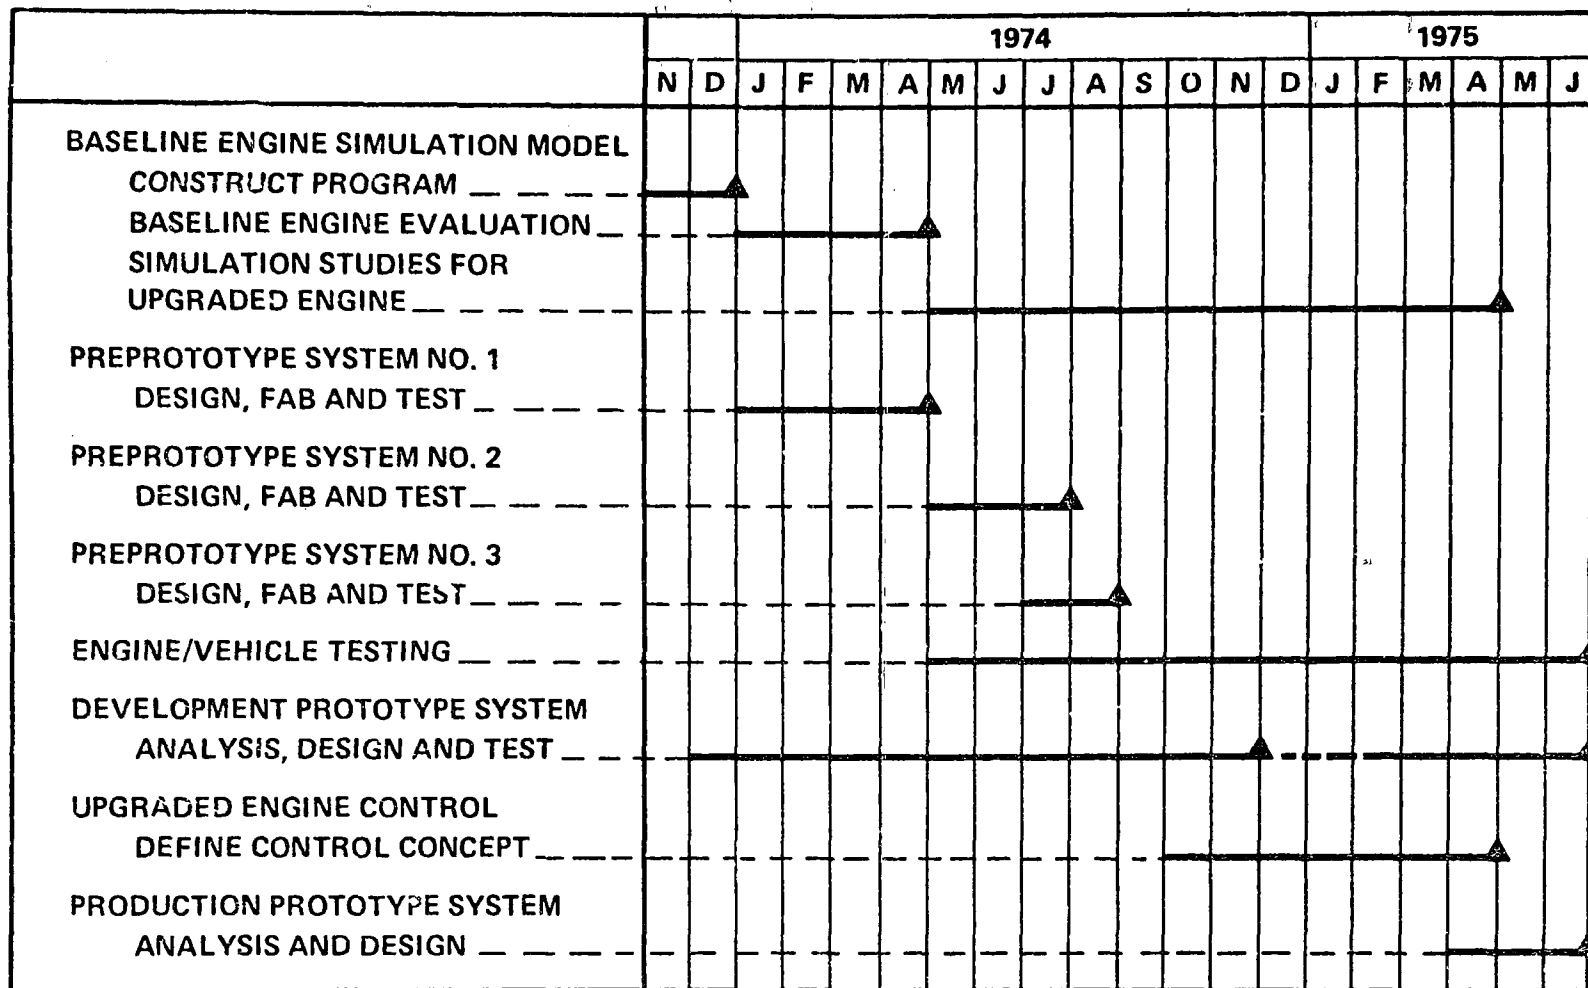 1974 1975
N D J F M A M J J A S O N D J F M A M J
BASELINE ENGINE SIMULATION MODEL
CONSTRUCT PROGRAM
BASELINE ENGINE EVALUATION
SIMULATION STUDIES FOR
UPGRADED ENGINE
PREPROTOTYPE SYSTEM NO. 1
DESIGN, FAB AND TEST
PREPROTOTYPE SYSTEM NO. 2
DESIGN, FAB AND TEST
PREPROTOTYPE SYSTEM NO. 3
DESIGN, FAB AND TEST
ENGINE/VEHICLE TESTING
DEVELOPMENT PROTOTYPE SYSTEM
ANALYSIS, DESIGN AND TEST
UPGRADED ENGINE CONTROL
DEFINE CONTROL CONCEPT
PRODUCTION PROTOTYPE SYSTEM
ANALYSIS AND DESIGN